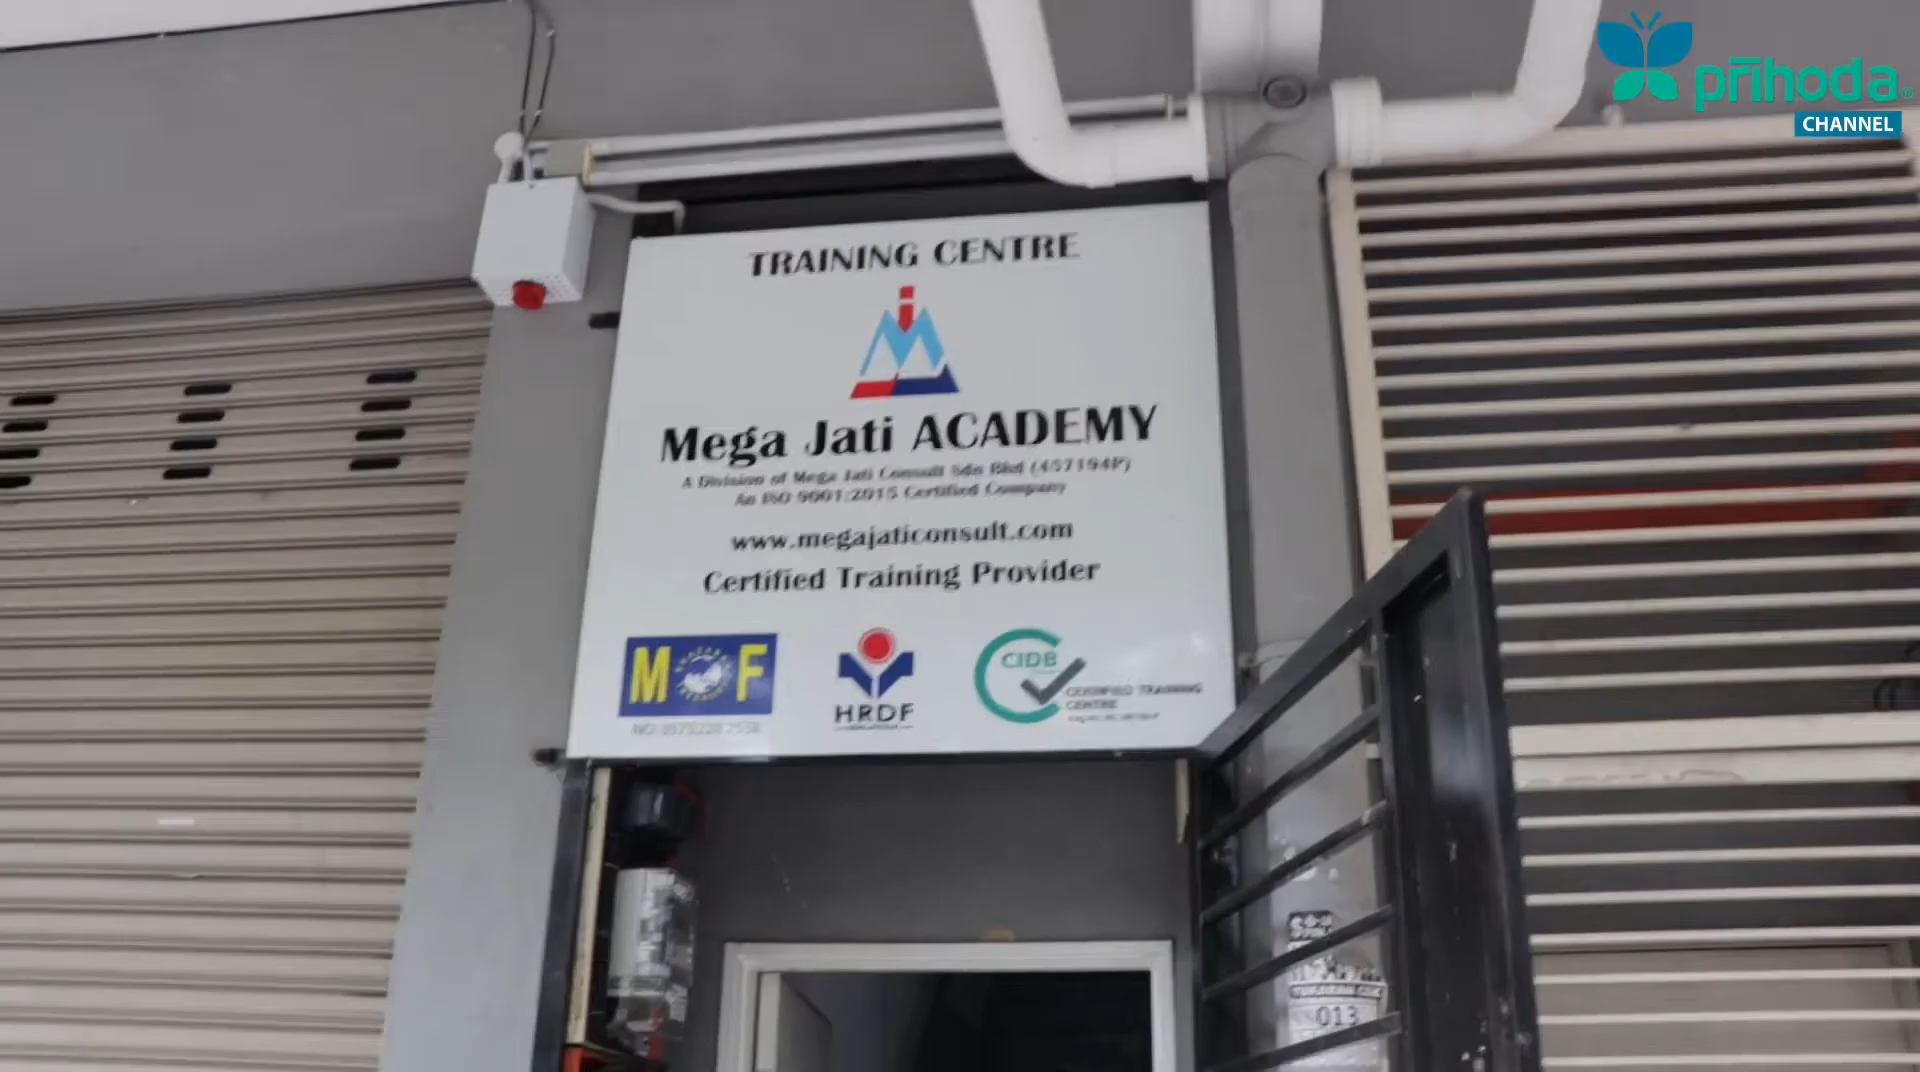 příhoda
CHANNEL
TRAINING CENTRE
Mega Jati ACADEMY
A Division of Mega Jati Consult Sdn Bhd (457194P)
An ISO 9001:2015 Certified Company
www.megajaticonsult.com
Certified Training Provider
M F
HRDF
CIDB
CERTIFIED TRAINING
CENTRE
013